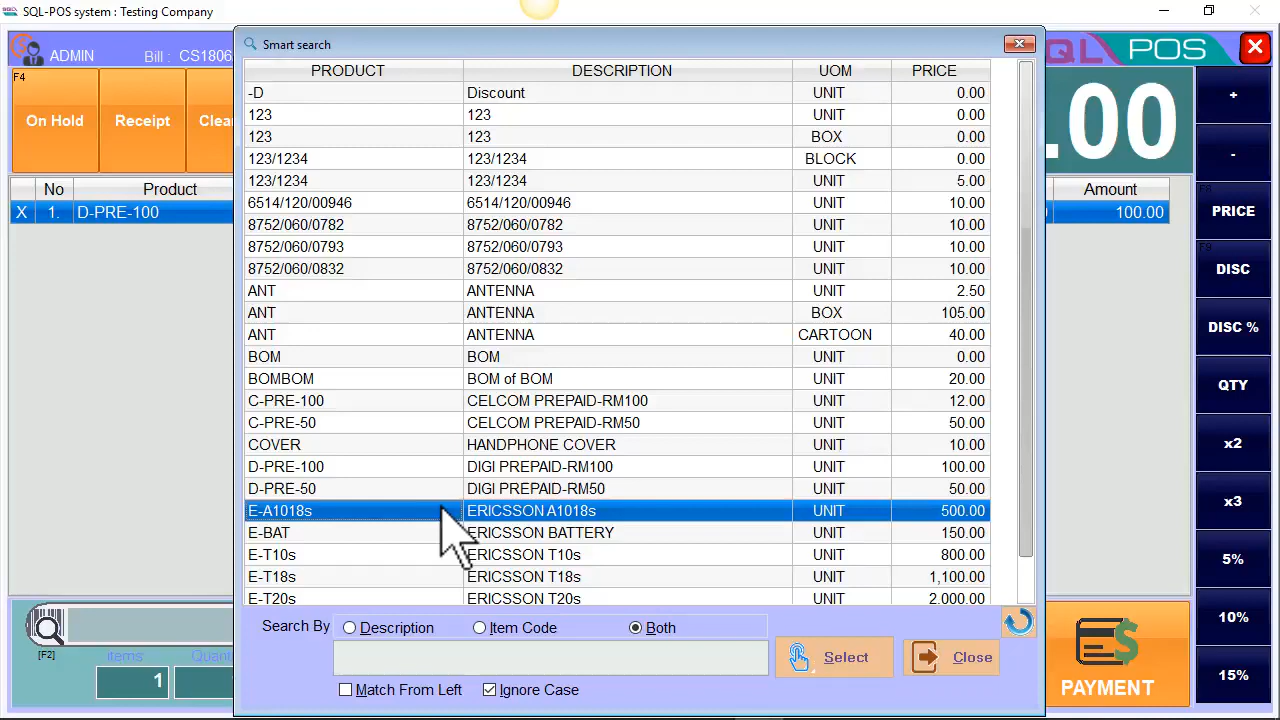 SQL-POS system : Testing Company
ADMIN Bill : CS1806
SQL POS
F4
On Hold Receipt Clea
.00
X No Product Amount
X 1. D-PRE-100 100.00
Smart search
PRODUCT DESCRIPTION UOM PRICE
-D Discount UNIT 0.00
123 123 UNIT 0.00
123 123 BOX 0.00
123/1234 123/1234 BLOCK 0.00
123/1234 123/1234 UNIT 5.00
6514/120/00946 6514/120/00946 UNIT 10.00
8752/060/0782 8752/060/0782 UNIT 10.00
8752/060/0793 8752/060/0793 UNIT 10.00
8752/060/0832 8752/060/0832 UNIT 10.00
ANT ANTENNA UNIT 2.50
ANT ANTENNA BOX 105.00
ANT ANTENNA CARTOON 40.00
BOM BOM UNIT 0.00
BOMBOM BOM of BOM UNIT 20.00
C-PRE-100 CELCOM PREPAID-RM100 UNIT 12.00
C-PRE-50 CELCOM PREPAID-RM50 UNIT 50.00
COVER HANDPHONE COVER UNIT 10.00
D-PRE-100 DIGI PREPAID-RM100 UNIT 100.00
D-PRE-50 DIGI PREPAID-RM50 UNIT 50.00
E-A1018s ERICSSON A1018s UNIT 500.00
E-BAT ERICSSON BATTERY UNIT 150.00
E-T10s ERICSSON T10s UNIT 800.00
E-T18s ERICSSON T18s UNIT 1,100.00
E-T20s ERICSSON T20s UNIT 2,000.00
Search By Description Item Code Both
Select Close
Match From Left Ignore Case
[F2]
items Quan
1
+
-
F8
PRICE
F9
DISC
DISC %
QTY
x2
x3
5%
10%
15%
PAYMENT